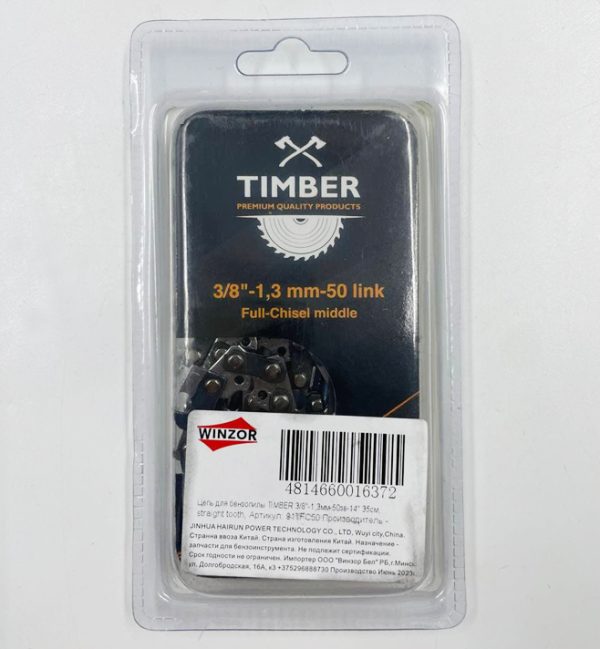 TIMBER
PREMIUM QUALITY PRODUCTS
3/8"-1,3 mm-50 link
Full-Chisel middle
WINZOR
4814660016372
Цепь для бензопилы TIMBER 3/8"-1,3мм-50зв-14" 35см,
straight tooth, Артикул: Производитель -
JINHUA HAIRUN POWER TECHNOLOGY CO., LTD, Wuyi city,China.
Странна ввоза Китай. Страна изготовления Китай. Назначение -
запчасти для бензоинструмента. Не подлежит сертификации.
Срок годности не ограничен. Импортер ООО "Винзор Бел" РБ,г.Минск
ул. Долгобродская, 16А, к3 +375296888730 Производство Июнь 2023г.